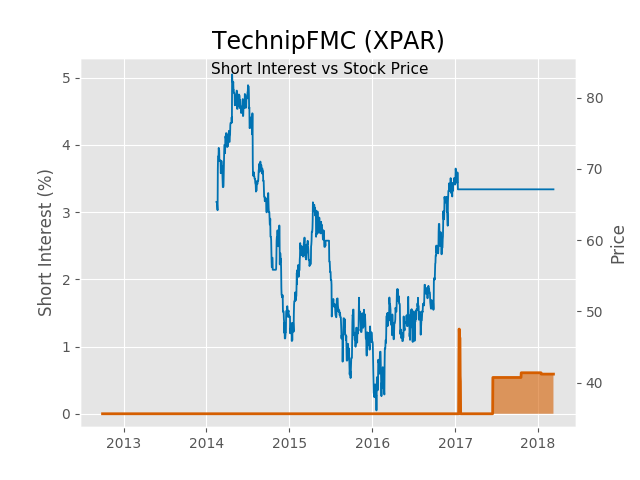 TechnipFMC (XPAR)
Short Interest vs Stock Price
5
4
3
2
1
0
Short Interest (%)
80
70
60
50
40
Price
2013 2014 2015 2016 2017 2018